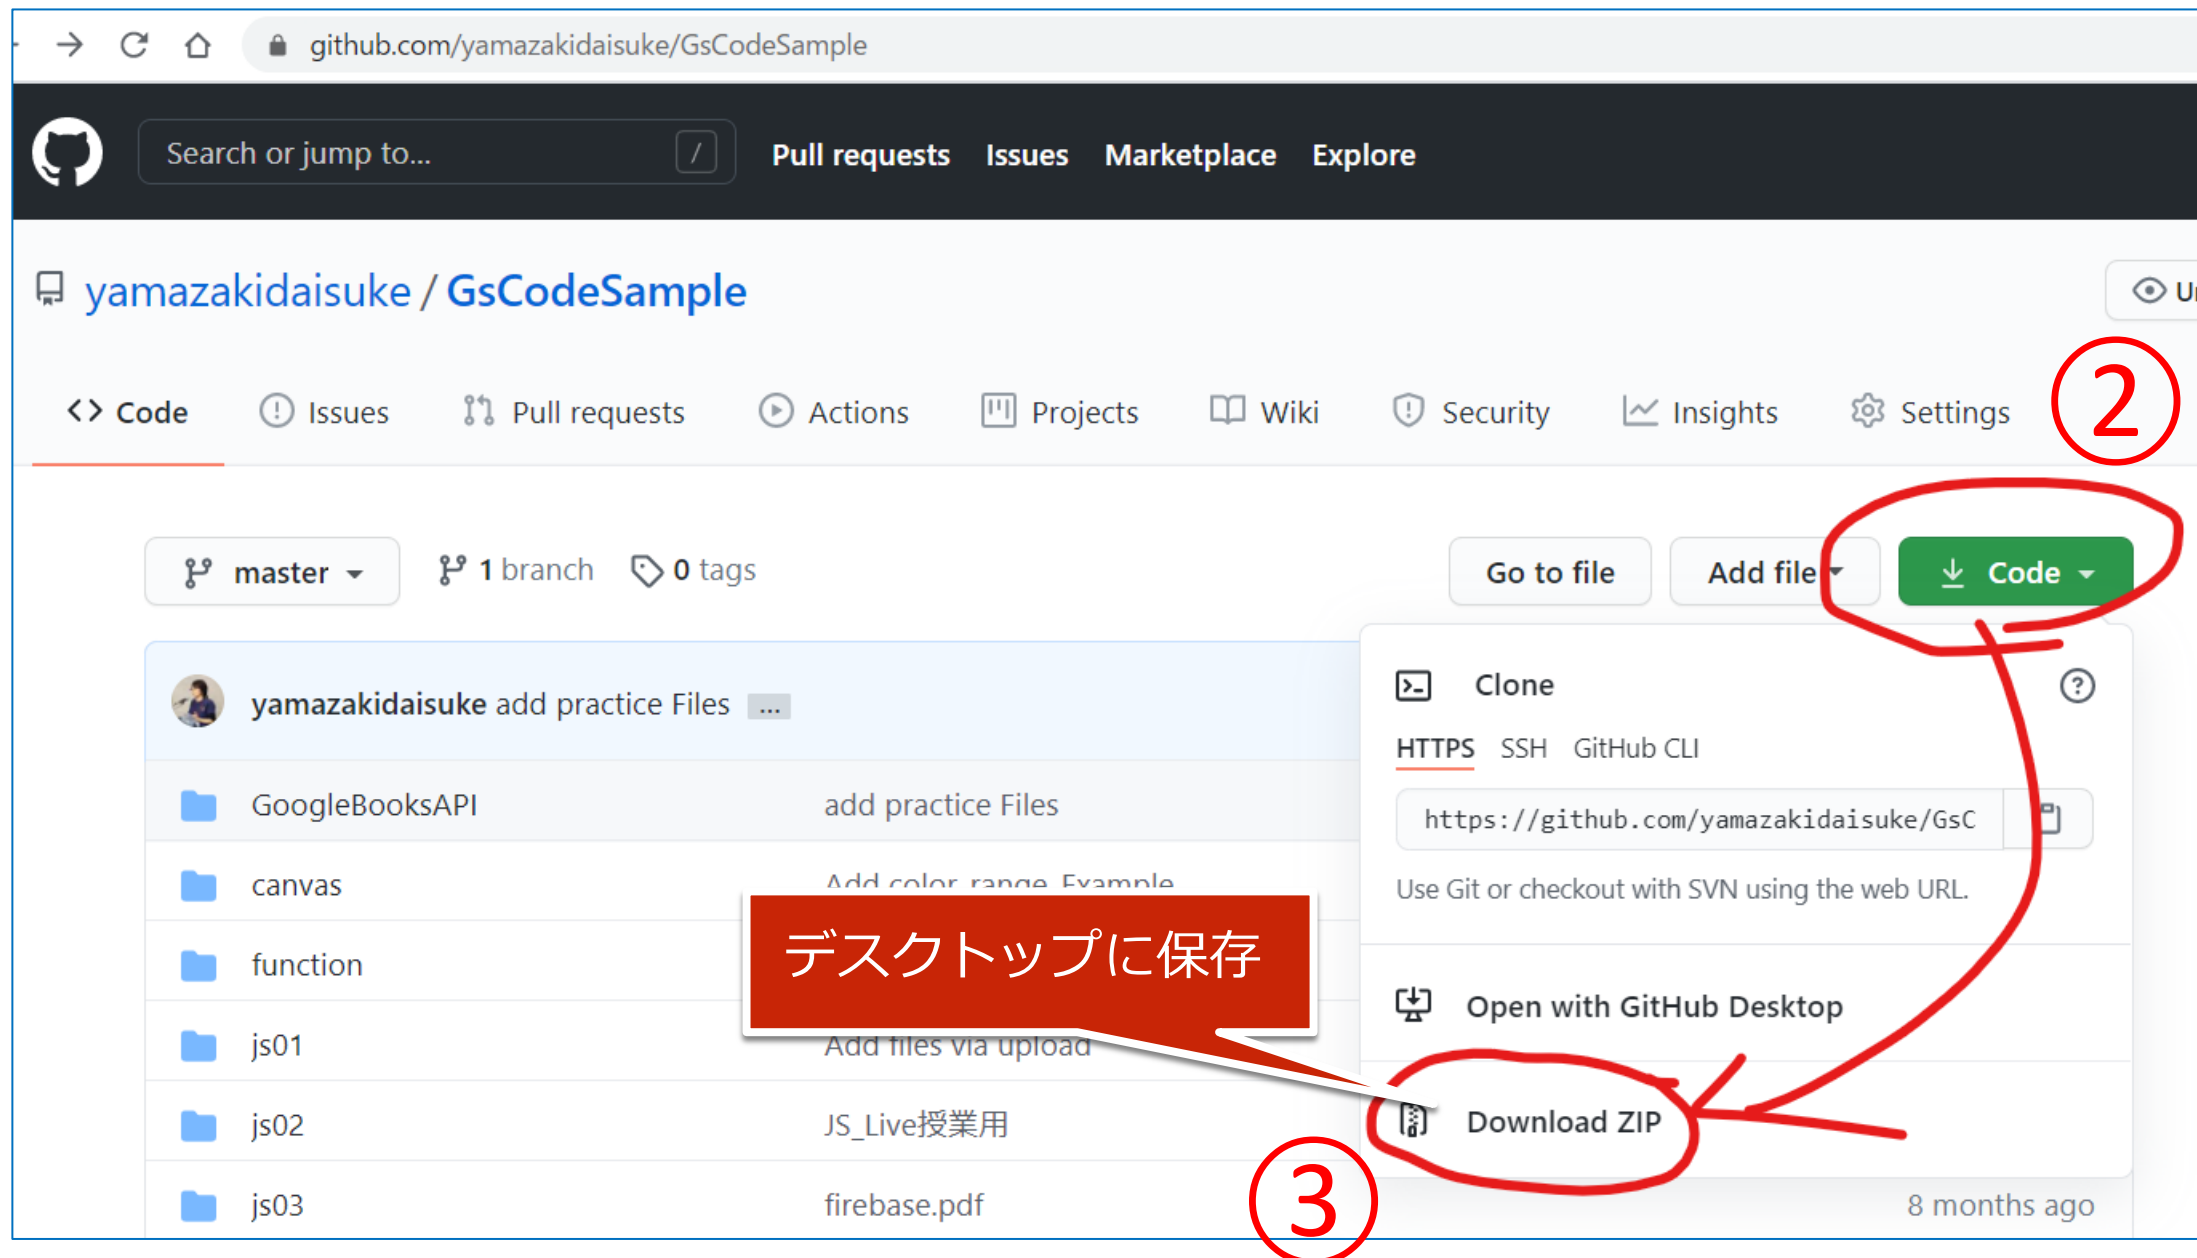 github.com/yamazakidaisuke/GsCodeSample
Search or jump to... / Pull requests Issues Marketplace Explore
yamazakidaisuke / GsCodeSample
②
<> Code Issues Pull requests Actions Projects Wiki Security Insights Settings
master 1 branch 0 tags Go to file Add file Code
yamazakidaisuke add practice Files ...
Clone
HTTPS SSH GitHub CLI
https://github.com/yamazakidaisuke/GsC
Use Git or checkout with SVN using the web URL.
Open with GitHub Desktop
Download ZIP
GoogleBooksAPI add practice Files
canvas Add color range Example
デスクトップに保存
function
js01 Add files via upload
js02 JS_Live授業用
③
js03 firebase.pdf 8 months ago